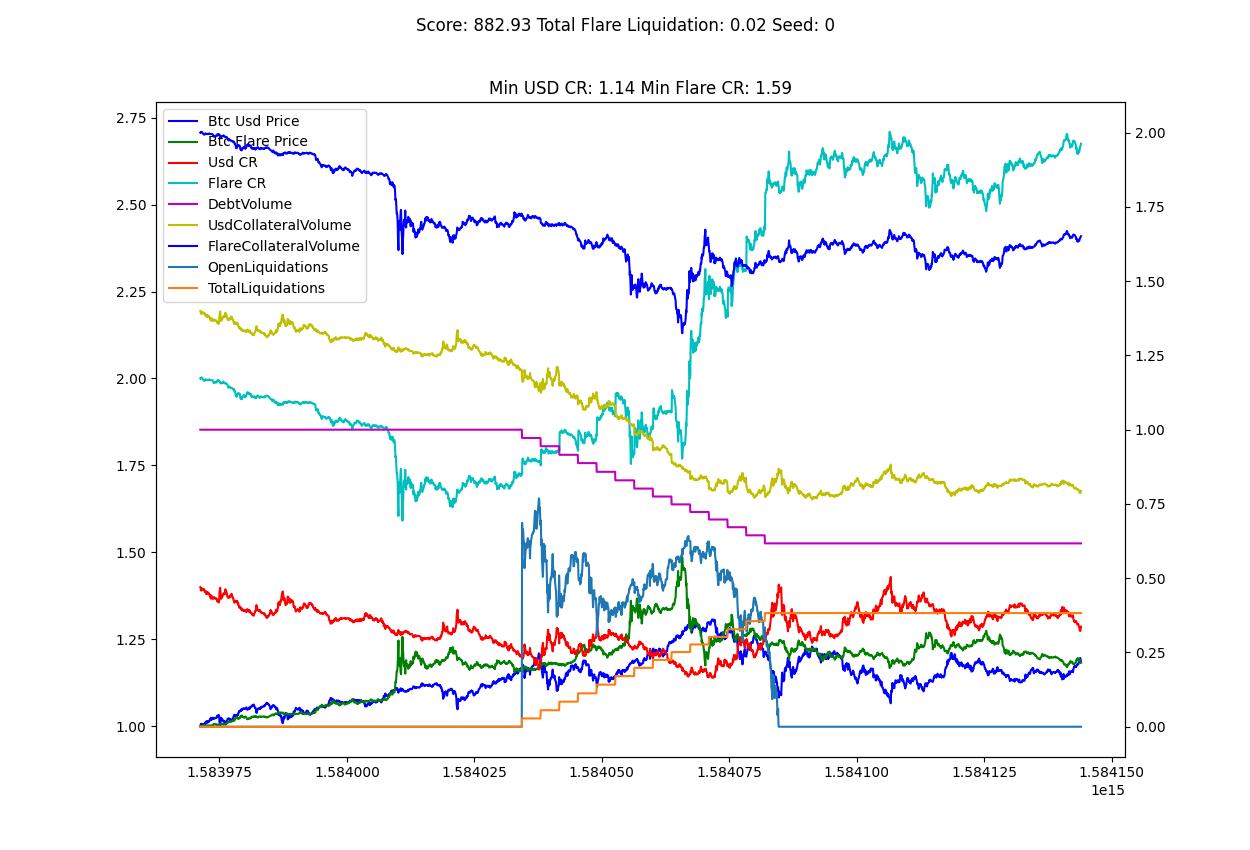 Score: 882.93 Total Flare Liquidation: 0.02 Seed: 0
Min USD CR: 1.14 Min Flare CR: 1.59
Btc Usd Price
Btc Flare Price
Usd CR
Flare CR
DebtVolume
UsdCollateralVolume
FlareCollateralVolume
OpenLiquidations
TotalLiquidations
2.75
2.50
2.25
2.00
1.75
1.50
1.25
1.00
2.00
1.75
1.50
1.25
1.00
0.75
0.50
0.25
0.00
1.583975 1.584000 1.584025 1.584050 1.584075 1.584100 1.584125 1.584150
1e15